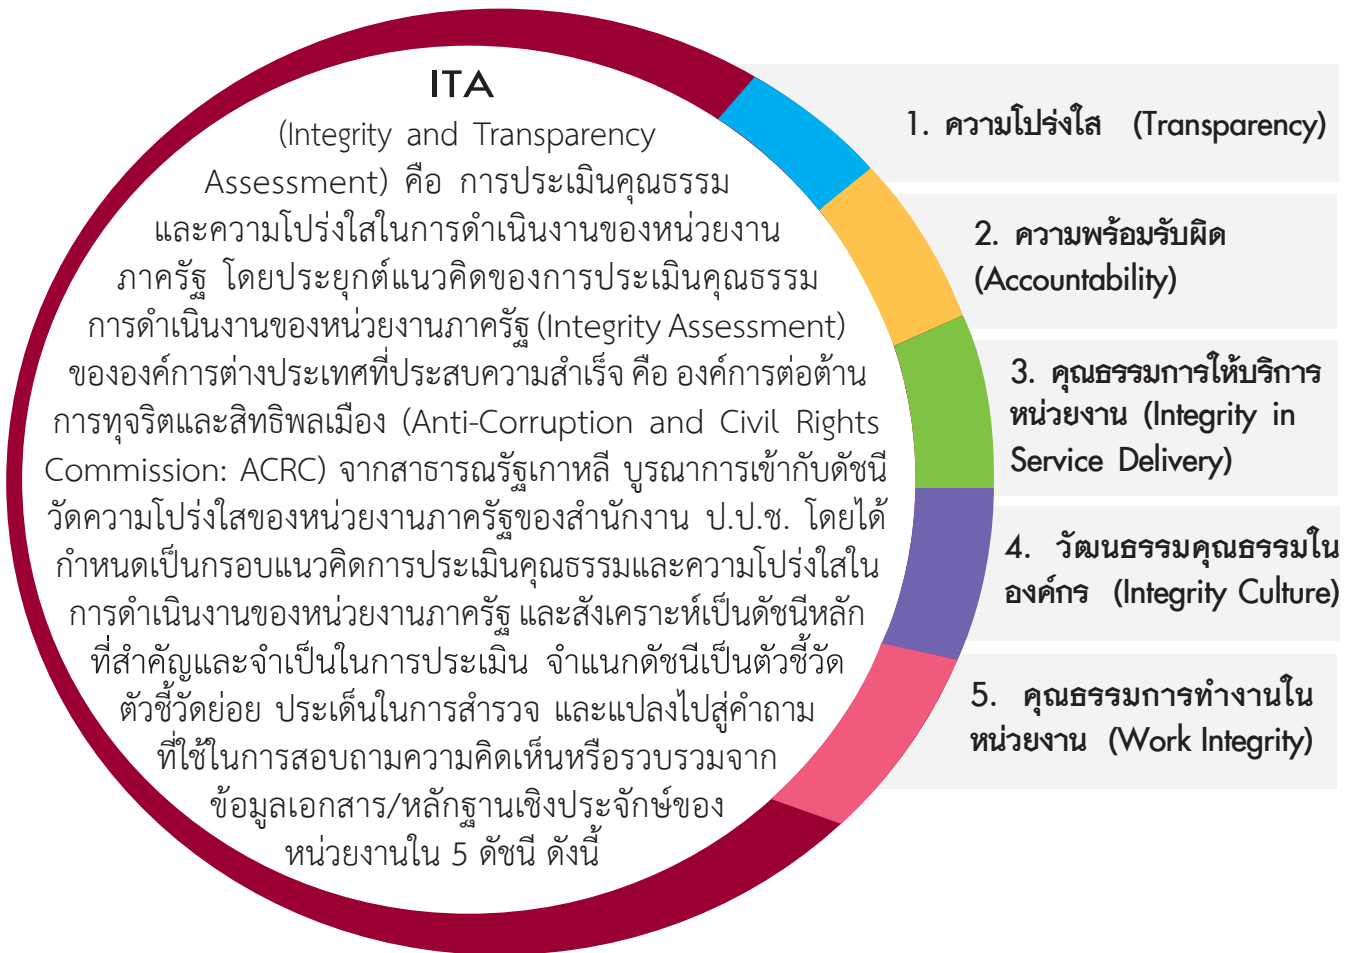 ITA
(Integrity and Transparency
Assessment) คือ การประเมินคุณธรรม
และความโปร่งใสในการดำเนินงานของหน่วยงาน
ภาครัฐ โดยประยุกต์แนวคิดของการประเมินคุณธรรม
การดำเนินงานของหน่วยงานภาครัฐ (Integrity Assessment)
ขององค์การต่างประเทศที่ประสบความสำเร็จ คือ องค์การต่อต้าน
การทุจริตและสิทธิพลเมือง (Anti-Corruption and Civil Rights
Commission: ACRC) จากสาธารณรัฐเกาหลี บูรณาการเข้ากับดัชนี
วัดความโปร่งใสของหน่วยงานภาครัฐของสำนักงาน ป.ป.ช. โดยได้
กำหนดเป็นกรอบแนวคิดการประเมินคุณธรรมและความโปร่งใสใน
การดำเนินงานของหน่วยงานภาครัฐ และสังเคราะห์เป็นดัชนีหลัก
ที่สำคัญและจำเป็นในการประเมิน จำแนกดัชนีเป็นตัวชี้วัด
ตัวชี้วัดย่อย ประเด็นในการสำรวจ และแปลงไปสู่คำถาม
ที่ใช้ในการสอบถามความคิดเห็นหรือรวบรวมจาก
ข้อมูลเอกสาร/หลักฐานเชิงประจักษ์ของ
หน่วยงานใน 5 ดัชนี ดังนี้
1. ความโปร่งใส (Transparency)
2. ความพร้อมรับผิด
(Accountability)
3. คุณธรรมการให้บริการ
หน่วยงาน (Integrity in
Service Delivery)
4. วัฒนธรรมคุณธรรมใน
องค์กร (Integrity Culture)
5. คุณธรรมการทำงานใน
หน่วยงาน (Work Integrity)